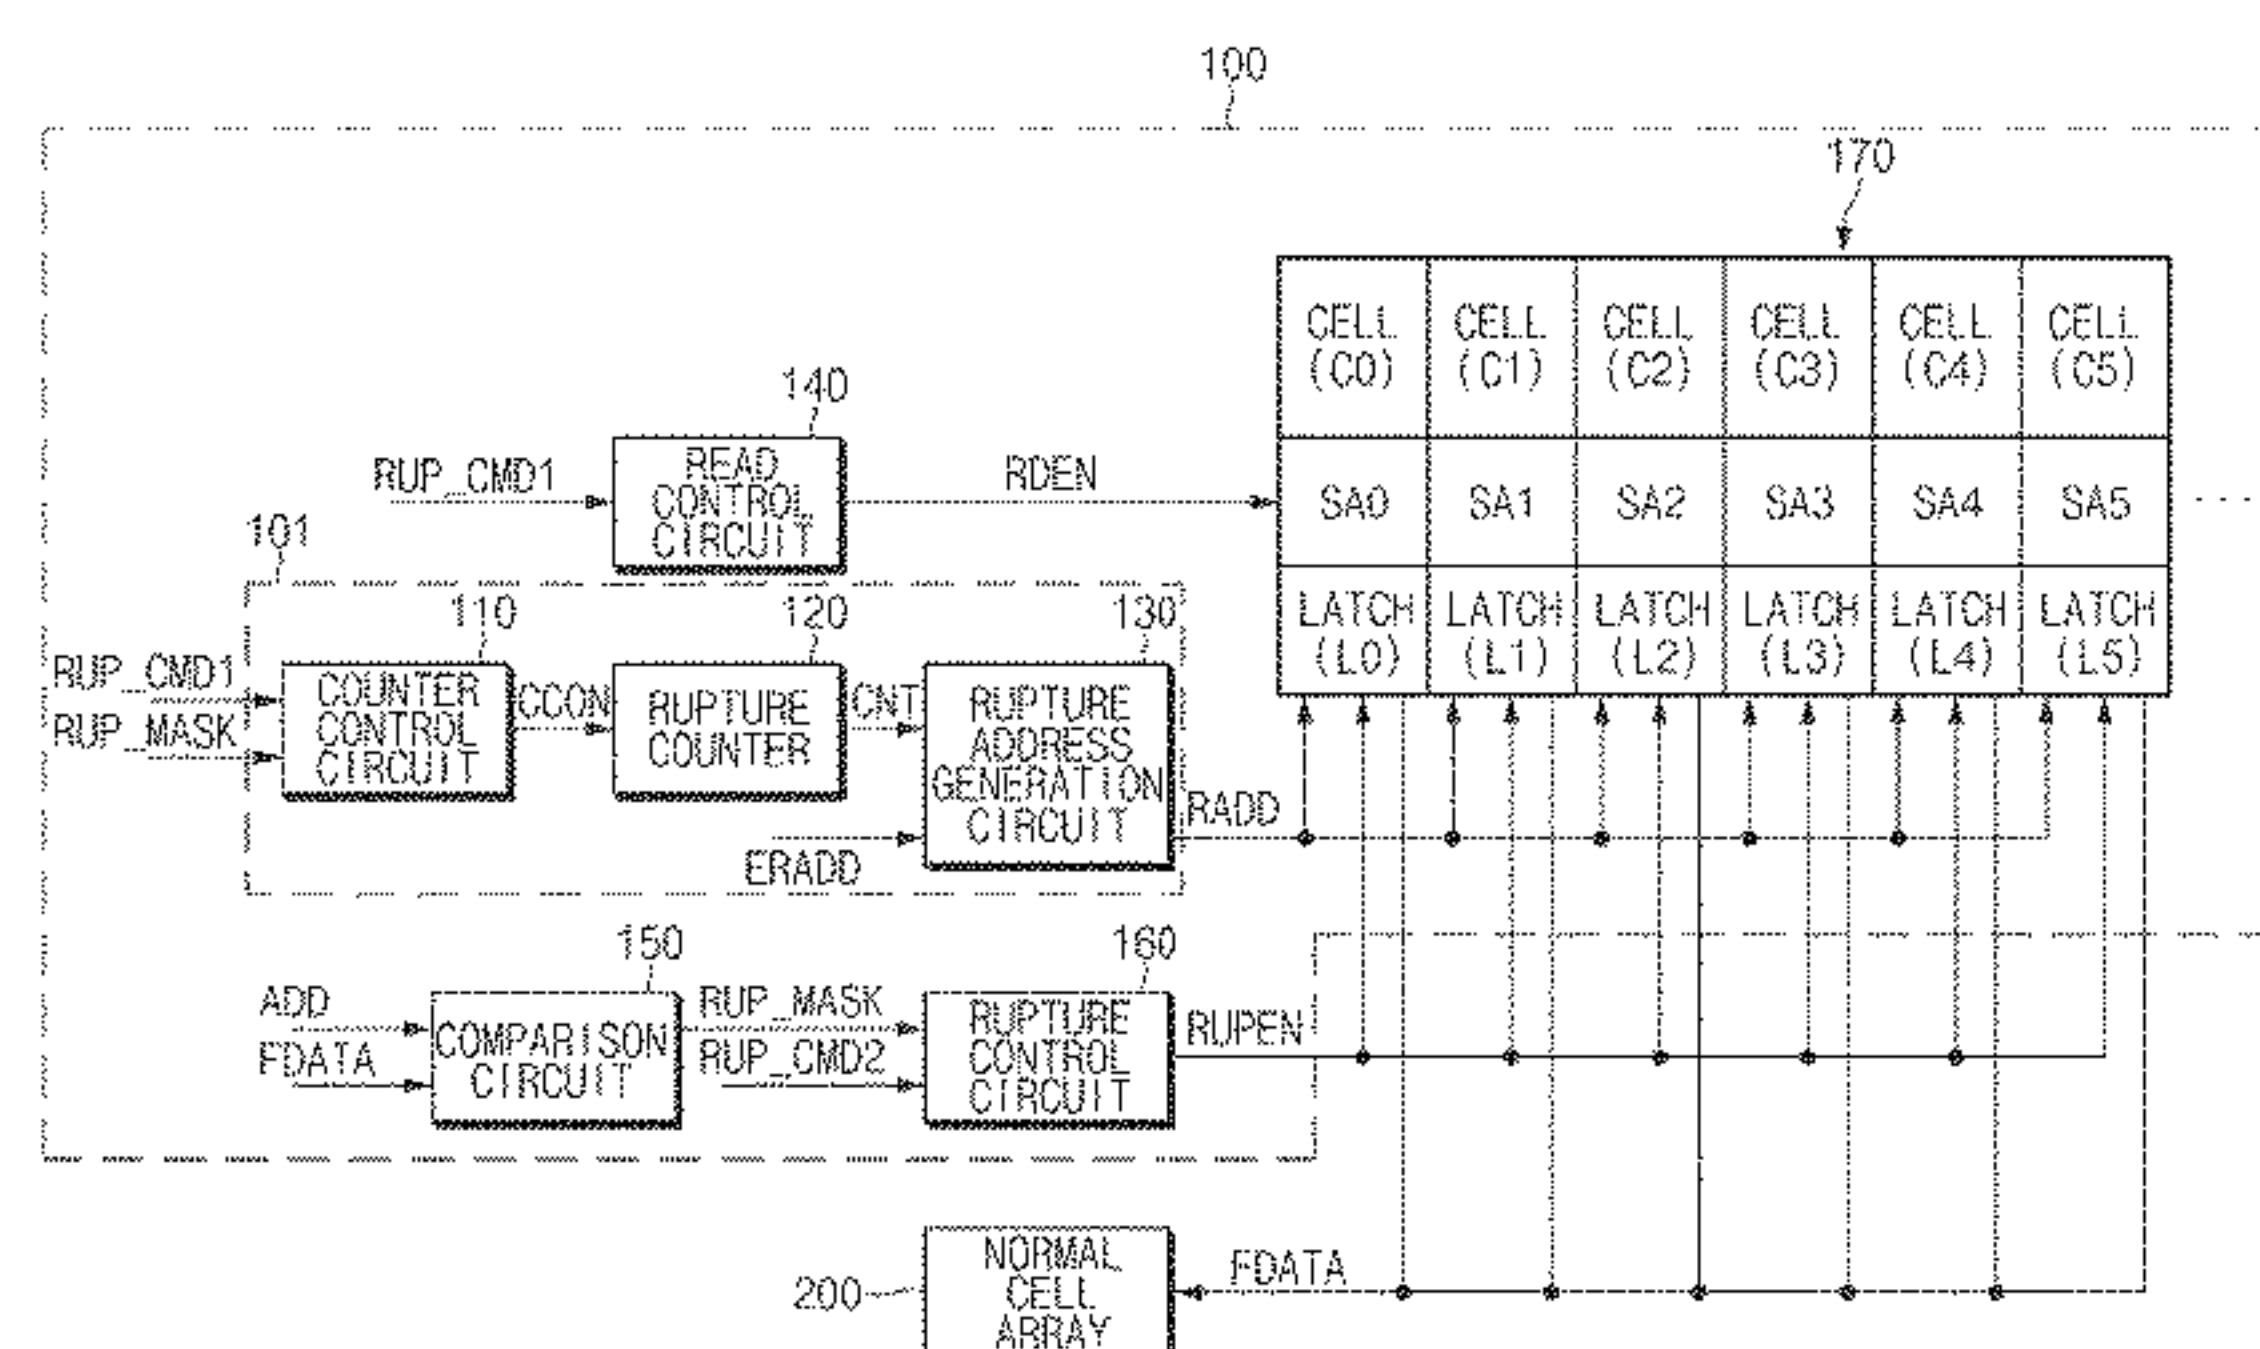 100
170
CELL CELL CELL CELL CELL CELL
(C0) (C1) (C2) (C3) (C4) (C5)
140
RUP_CMD1
READ
CONTROL
CIRCUIT
RDEN
SA0 SA1 SA2 SA3 SA4 SA5
101
110
120
130
LATCH LATCH LATCH LATCH LATCH LATCH
(L0) (L1) (L2) (L3) (L4) (L5)
RUP_CMD1
RUP_MASK
COUNTER
CONTROL
CIRCUIT
CCON
RUPTURE
COUNTER
CNT
RUPTURE
ADDRESS
GENERATION
CIRCUIT
RADD
ERADD
150
160
ADD
FDATA
COMPARISON
CIRCUIT
RUP_MASK
RUP_CMD2
RUPTURE
CONTROL
CIRCUIT
RUPEN
200
NORMAL
CELL
ARRAY
FDATA